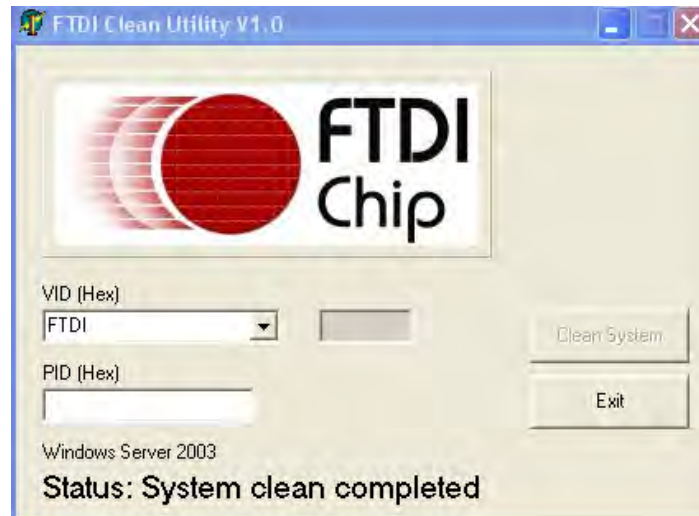 FTDI Clean Utility V1.0
FTDI
Chip
VID (Hex)
FTDI
Clean System
PID (Hex)
Exit
Windows Server 2003
Status: System clean completed